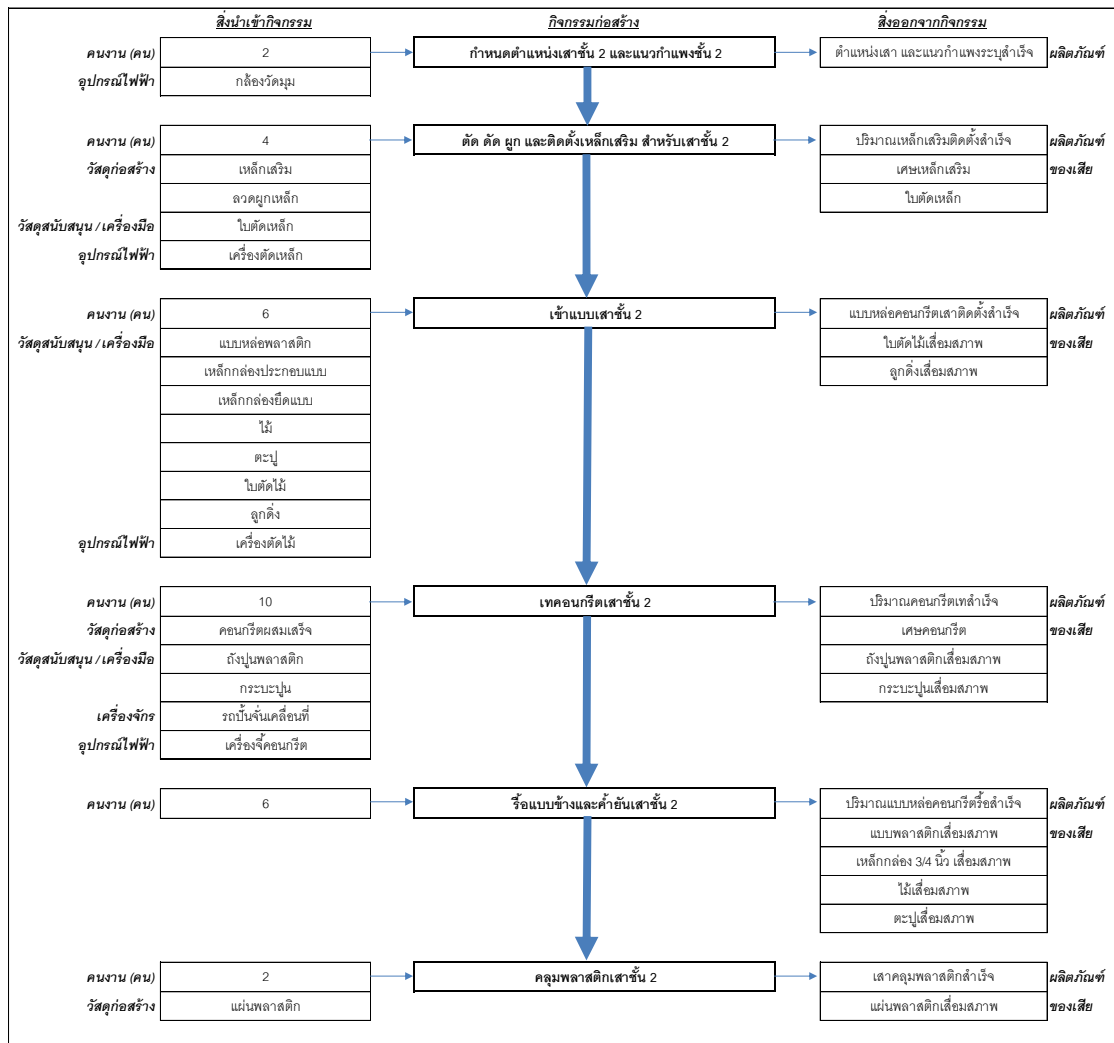 สิ่งนำเข้ากิจกรรม กิจกรรมก่อสร้าง สิ่งออกจากกิจกรรม
คนงาน (คน) 2 กำหนดตำแหน่งเสาชั้น 2 และแนวกำแพงชั้น 2 ตำแหน่งเสา และแนวกำแพงระบุสำเร็จ ผลิตภัณฑ์
อุปกรณ์ไฟฟ้า กล้องวัดมุม
คนงาน (คน) 4 ตัด ดัด ผูก และติดตั้งเหล็กเสริม สำหรับเสาชั้น 2 ปริมาณเหล็กเสริมติดตั้งสำเร็จ ผลิตภัณฑ์
วัสดุก่อสร้าง เหล็กเสริม เศษเหล็กเสริม ของเสีย
ลวดผูกเหล็ก ใบตัดเหล็ก
วัสดุสนับสนุน / เครื่องมือ ใบตัดเหล็ก
อุปกรณ์ไฟฟ้า เครื่องตัดเหล็ก
คนงาน (คน) 6 เข้าแบบเสาชั้น 2 แบบหล่อคอนกรีตเสาติดตั้งสำเร็จ ผลิตภัณฑ์
วัสดุสนับสนุน / เครื่องมือ แบบหล่อพลาสติก ใบตัดไม้เสื่อมสภาพ ของเสีย
เหล็กกล่องประกอบแบบ ลูกดิ่งเสื่อมสภาพ
เหล็กกล่องยึดแบบ
ไม้
ตะปู
ใบตัดไม้
ลูกดิ่ง
อุปกรณ์ไฟฟ้า เครื่องตัดไม้
คนงาน (คน) 10 เทคอนกรีตเสาชั้น 2 ปริมาณคอนกรีตเทสำเร็จ ผลิตภัณฑ์
วัสดุก่อสร้าง คอนกรีตผสมเสร็จ เศษคอนกรีต ของเสีย
วัสดุสนับสนุน / เครื่องมือ ถังปูนพลาสติก ถังปูนพลาสติกเสื่อมสภาพ
กระบะปูน กระบะปูนเสื่อมสภาพ
เครื่องจักร รถปั้นจั่นเคลื่อนที่
อุปกรณ์ไฟฟ้า เครื่องจี้คอนกรีต
คนงาน (คน) 6 รื้อแบบข้างและค้ำยันเสาชั้น 2 ปริมาณแบบหล่อคอนกรีตรื้อสำเร็จ ผลิตภัณฑ์
แบบพลาสติกเสื่อมสภาพ ของเสีย
เหล็กกล่อง 3/4 นิ้ว เสื่อมสภาพ
ไม้เสื่อมสภาพ
ตะปูเสื่อมสภาพ
คนงาน (คน) 2 คลุมพลาสติกเสาชั้น 2 เสาคลุมพลาสติกสำเร็จ ผลิตภัณฑ์
วัสดุก่อสร้าง แผ่นพลาสติก แผ่นพลาสติกเสื่อมสภาพ ของเสีย